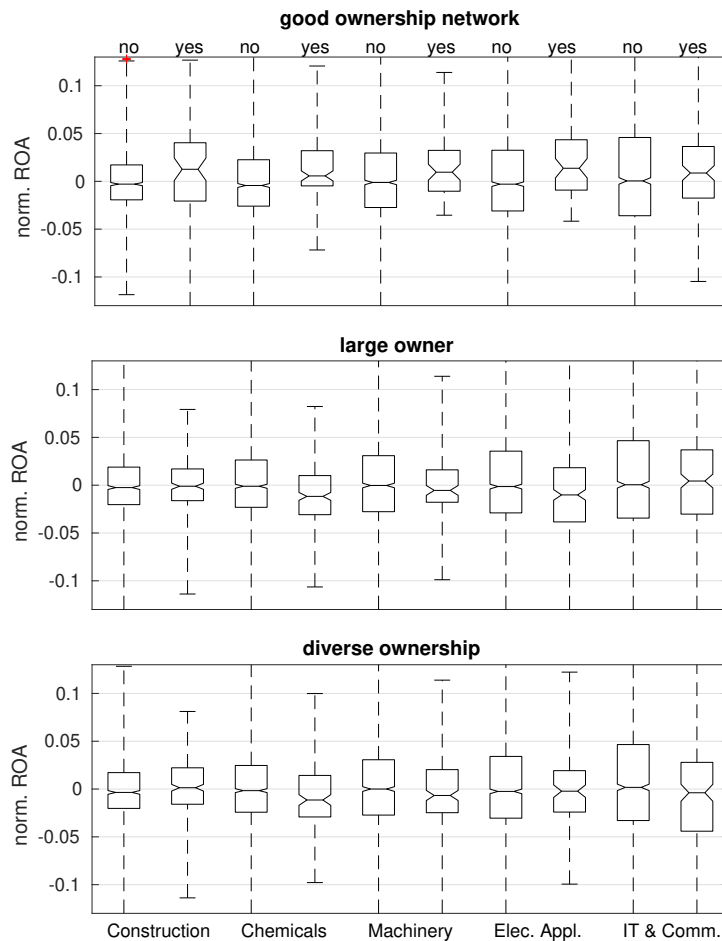 good ownership network
no yes no yes no yes no yes no yes
0.1
0.05
0
-0.05
-0.1
norm. ROA
large owner
0.1
0.05
0
-0.05
-0.1
norm. ROA
diverse ownership
0.1
0.05
0
-0.05
-0.1
norm. ROA
Construction Chemicals Machinery Elec. Appl. IT & Comm.